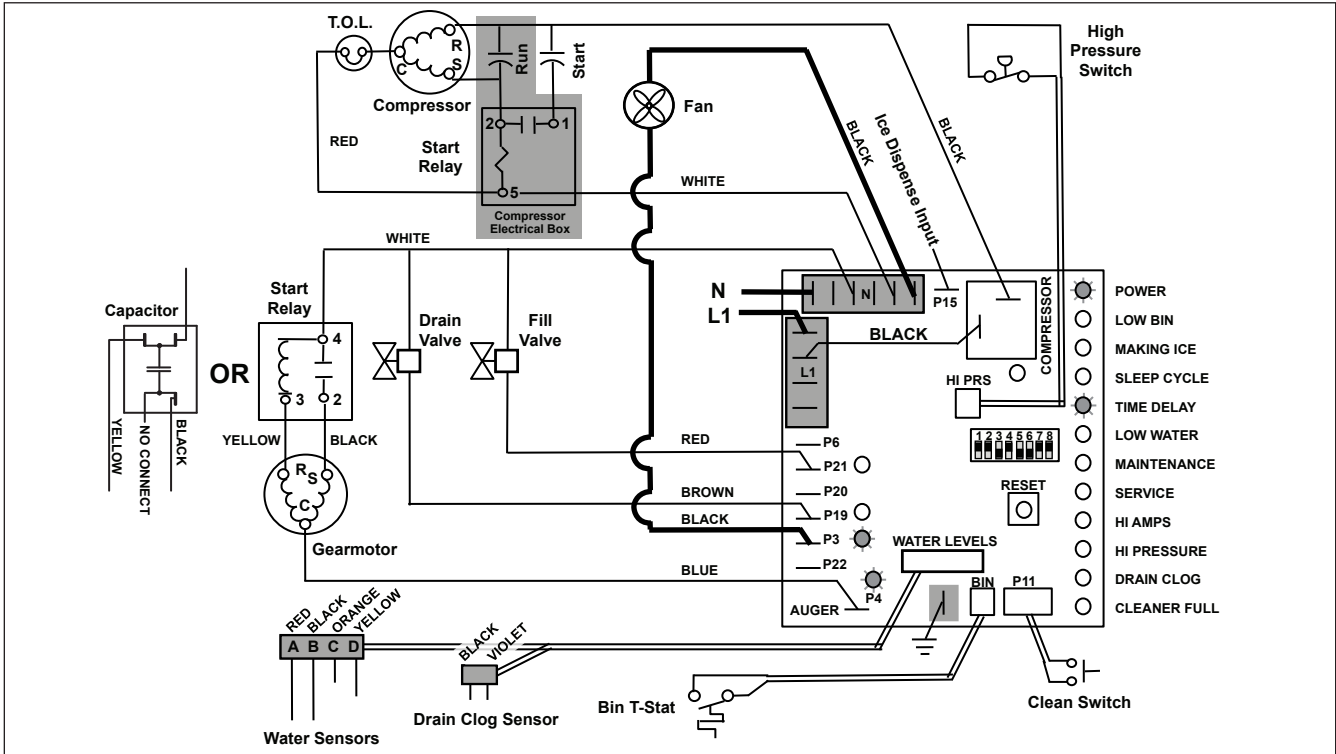 T.O.L.
R
S
C
Compressor
Run
Start
2
1
Start
Relay
5
Compressor
Electrical Box
RED
Fan
BLACK
Ice Dispense Input
BLACK
High
Pressure
Switch
WHITE
WHITE
Capacitor
YELLOW
NO CONNECT
BLACK
OR
Start
Relay
4
3
2
YELLOW
BLACK
R
S
C
Gearmotor
Drain
Valve
Fill
Valve
N
L1
N
P15
BLACK
L1
COMPRESSOR
HI PRS
1 2 3 4 5 6 7 8
RESET
RED
BROWN
BLACK
BLUE
P6
P21
P20
P19
P3
P22
P4
AUGER
WATER LEVELS
BIN
P11
POWER
LOW BIN
MAKING ICE
SLEEP CYCLE
TIME DELAY
LOW WATER
MAINTENANCE
SERVICE
HI AMPS
HI PRESSURE
DRAIN CLOG
CLEANER FULL
RED
BLACK
ORANGE
YELLOW
A B C D
Water Sensors
BLACK
VIOLET
Drain Clog Sensor
Bin T-Stat
Clean Switch